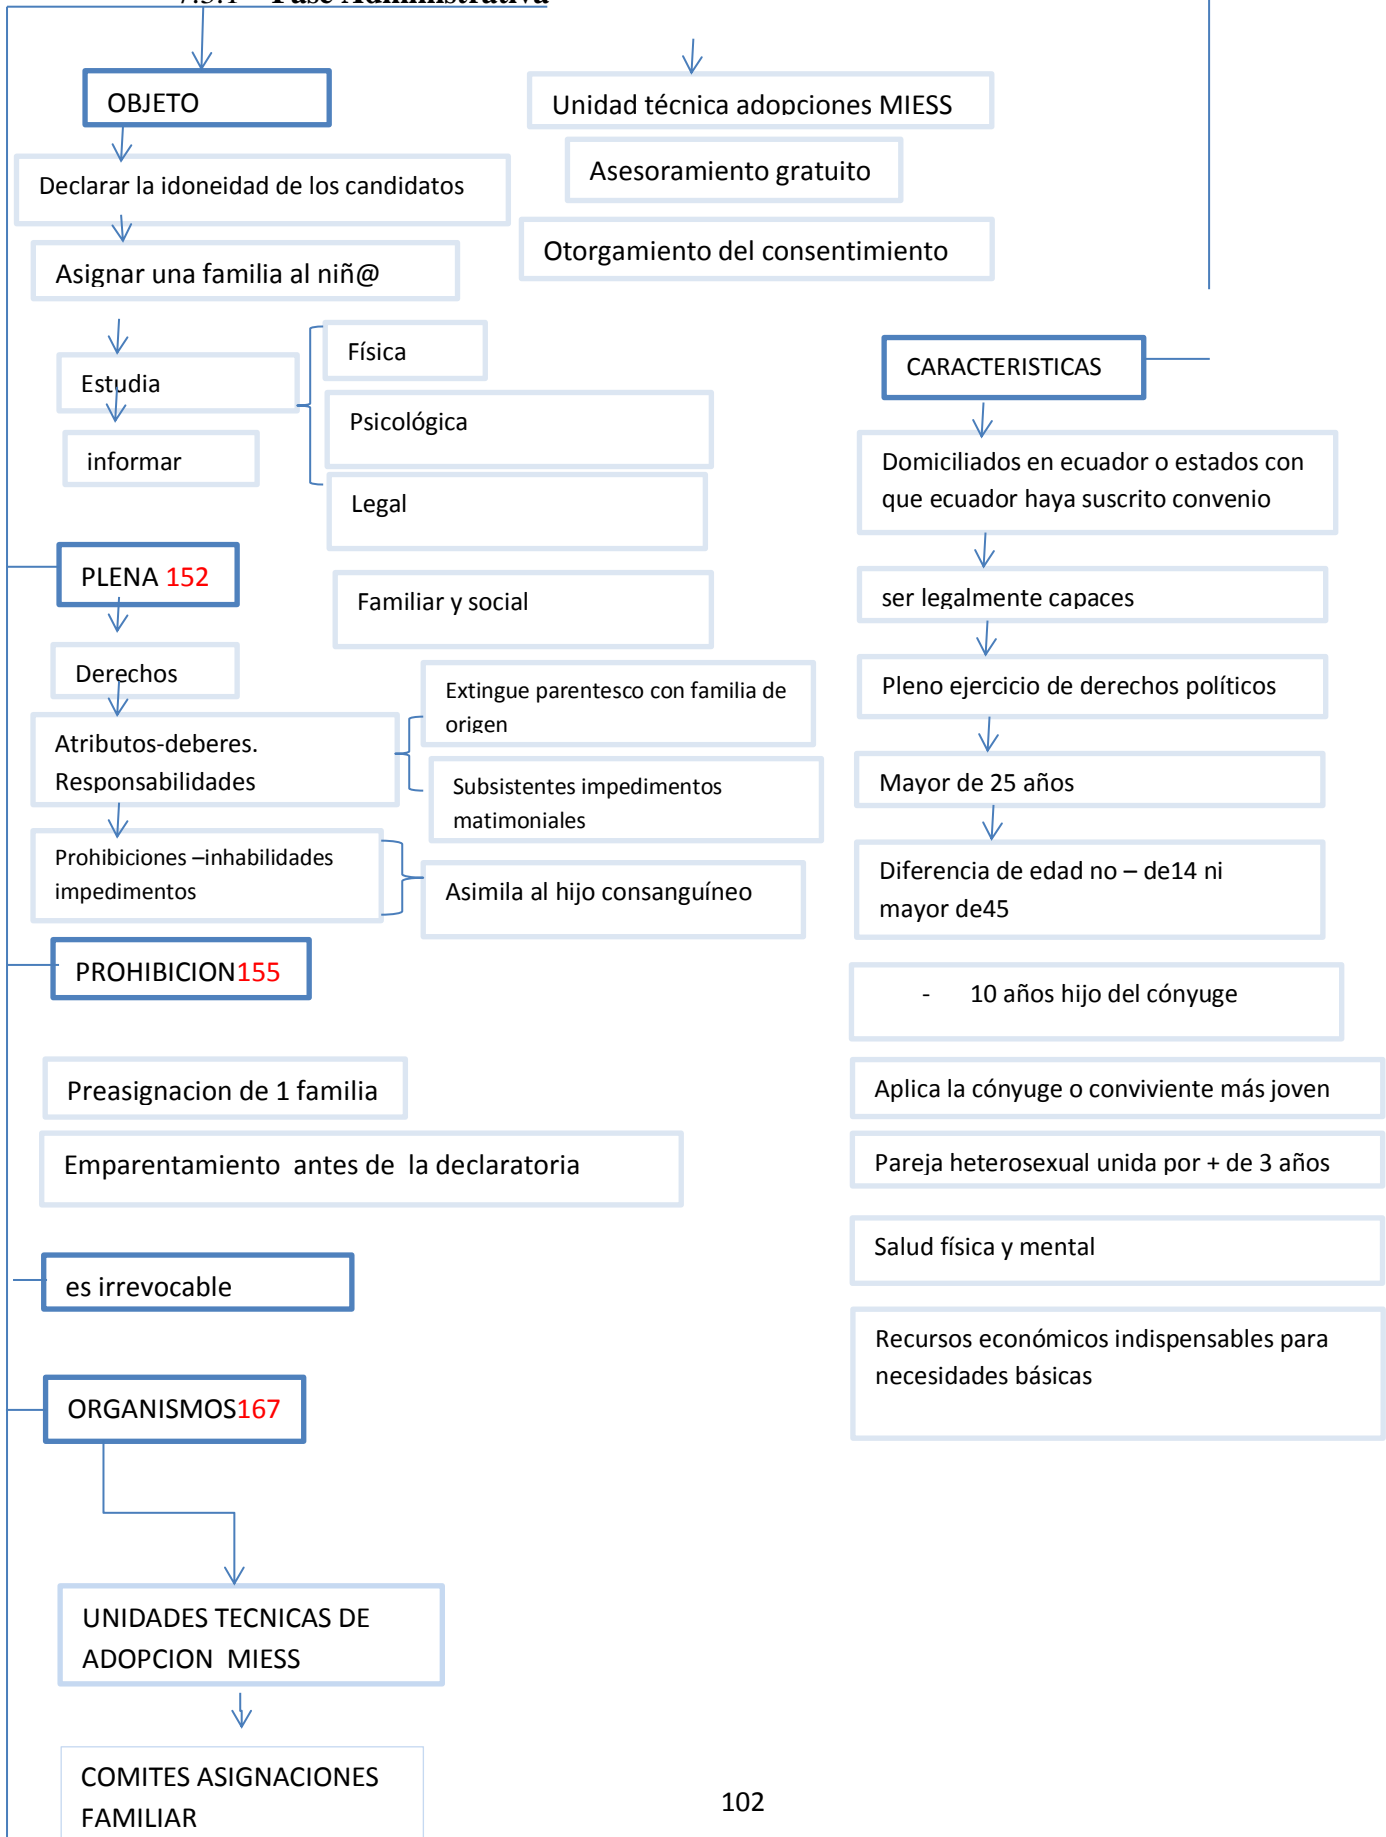 7.5.1 Fase Administrativa
OBJETO
Declarar la idoneidad de los candidatos
Asignar una familia al niñ@
Estudia
informar
Física
Psicológica
Legal
Familiar y social
Unidad técnica adopciones MIESS
Asesoramiento gratuito
Otorgamiento del consentimiento
PLENA 152
Derechos
Atributos-deberes.
Responsabilidades
Prohibiciones –inhabilidades
impedimentos
Extingue parentesco con familia de
origen
Subsistentes impedimentos
matimoniales
Asimila al hijo consanguíneo
PROHIBICION155
Preasignacion de 1 familia
Emparentamiento antes de la declaratoria
es irrevocable
ORGANISMOS167
UNIDADES TECNICAS DE
ADOPCION MIESS
COMITES ASIGNACIONES
FAMILIAR
CARACTERISTICAS
Domiciliados en ecuador o estados con
que ecuador haya suscrito convenio
ser legalmente capaces
Pleno ejercicio de derechos políticos
Mayor de 25 años
Diferencia de edad no – de14 ni
mayor de45
- 10 años hijo del cónyuge
Aplica la cónyuge o conviviente más joven
Pareja heterosexual unida por + de 3 años
Salud física y mental
Recursos económicos indispensables para
necesidades básicas
102